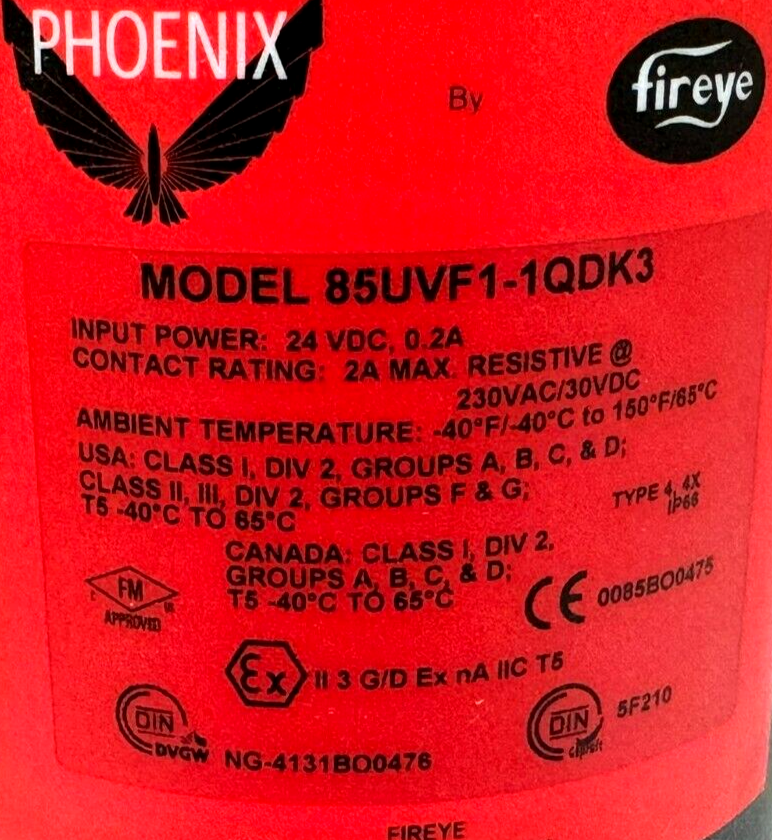 PHOENIX
By
fireye
MODEL 85UVF1-1QDK3
INPUT POWER: 24 VDC, 0.2A
CONTACT RATING: 2A MAX. RESISTIVE @
230VAC/30VDC
AMBIENT TEMPERATURE: -40°F/-40°C to 150°F/65°C
USA: CLASS I, DIV 2, GROUPS A, B, C, & D;
CLASS II, III, DIV 2, GROUPS F & G;
T5 -40°C TO 65°C
TYPE 4, 4X
IP66
CANADA: CLASS I, DIV 2,
GROUPS A, B, C, & D;
T5 -40°C TO 65°C
FM
APPROVED
CE 0085BO0475
Ex II 3 G/D Ex nA IIC T5
DIN
DVGW
NG-4131BO0476
DIN
5F210
FIREYE